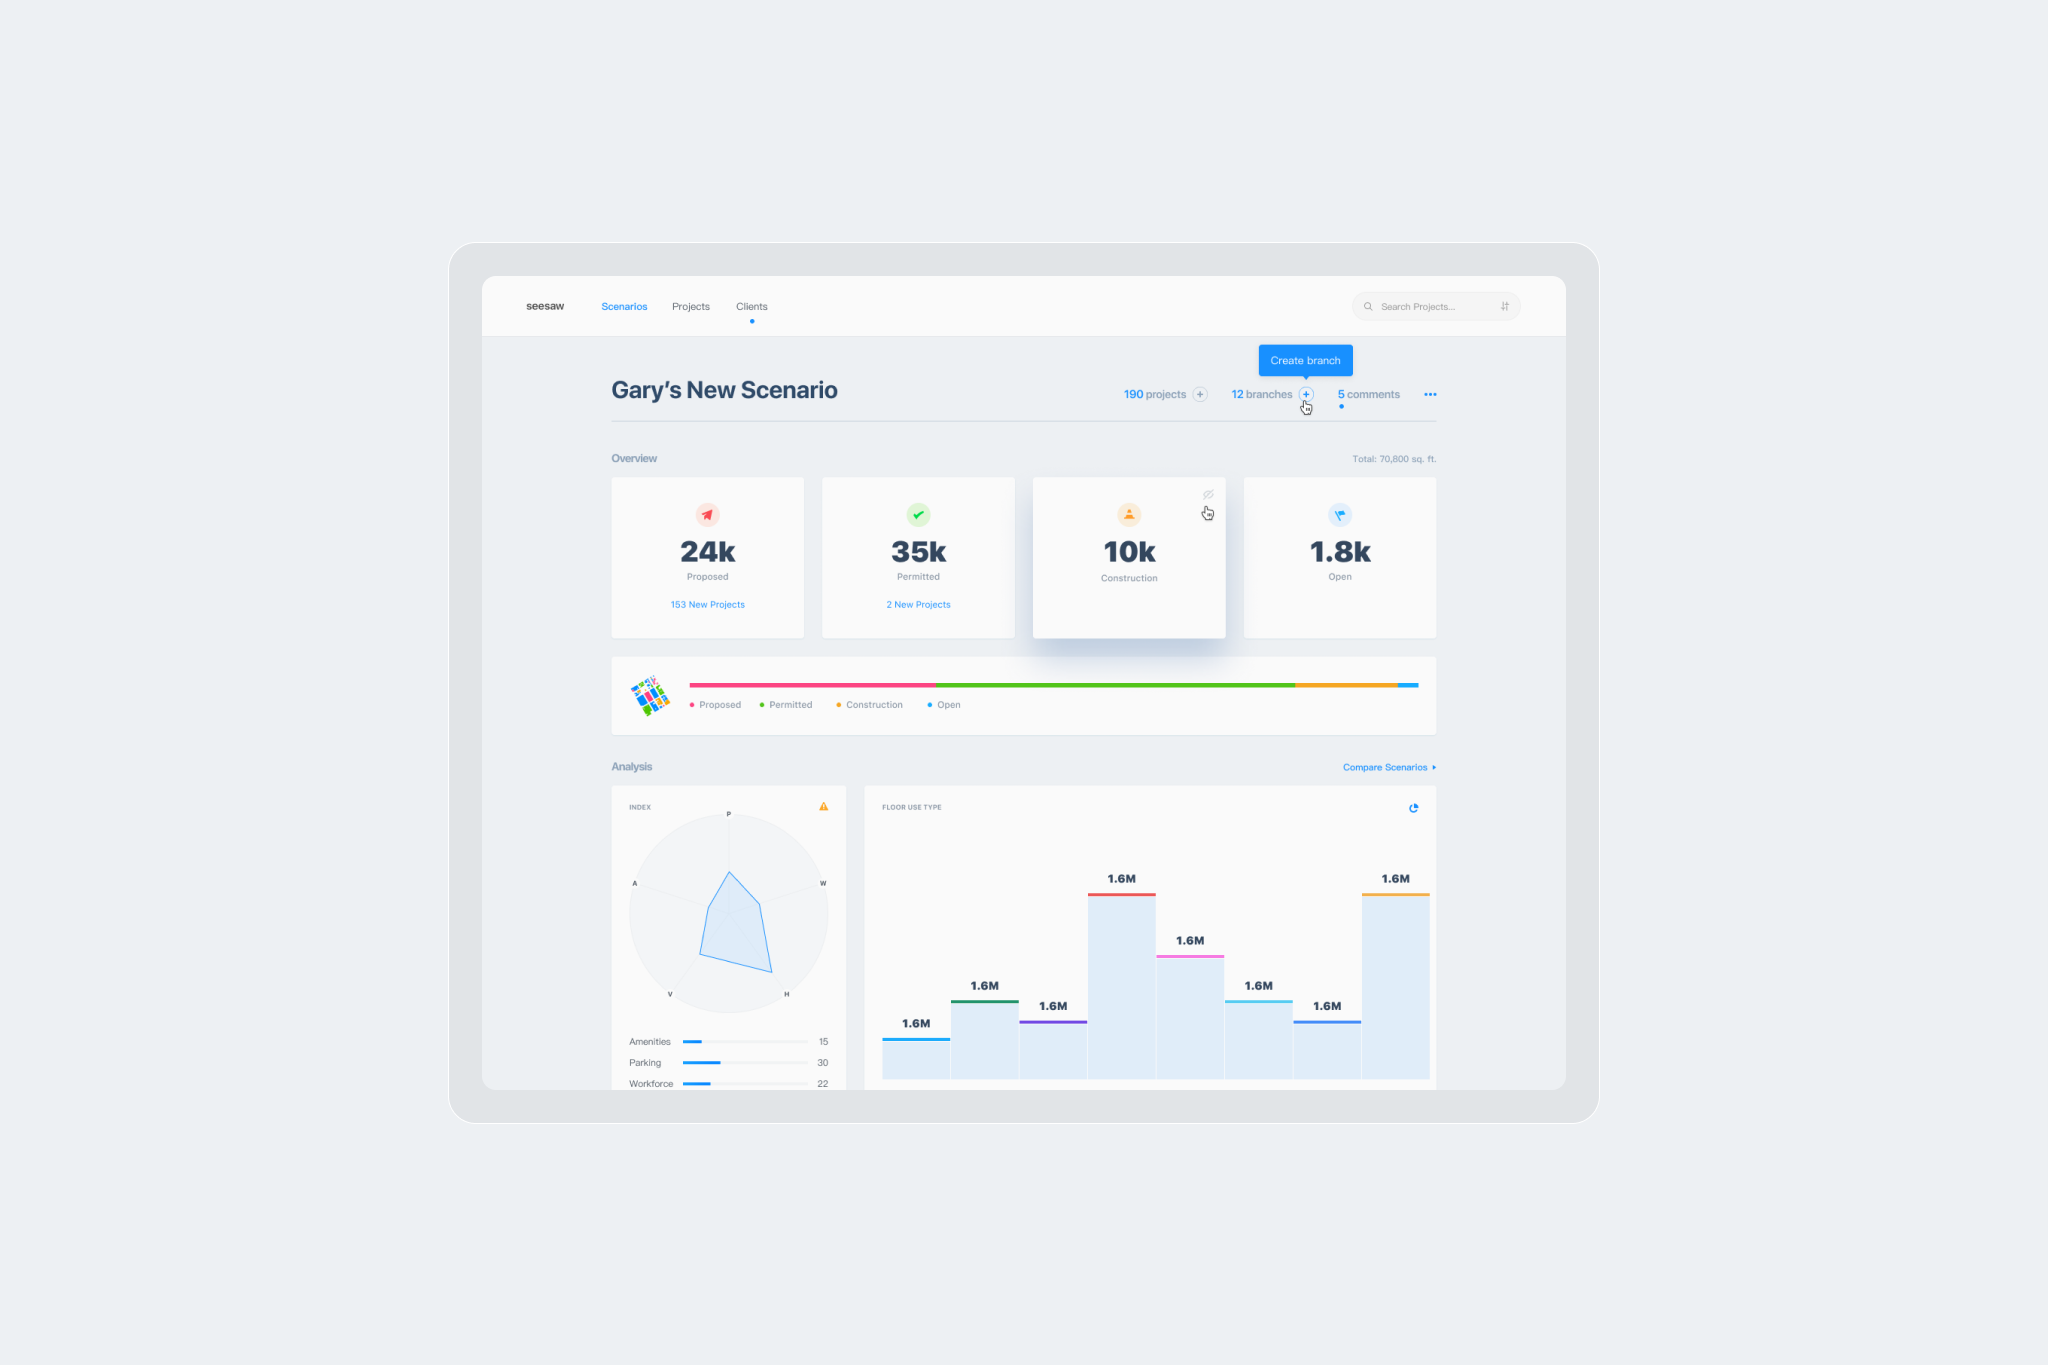 seesaw
Scenarios
Projects
Clients
Search Projects...
Create branch
Gary's New Scenario
190 projects
12 branches
5 comments
Overview
Total: 70,800 sq. ft.
24k
Proposed
153 New Projects
35k
Permitted
2 New Projects
10k
Construction
1.8k
Open
Proposed
Permitted
Construction
Open
Analysis
Compare Scenarios
INDEX
P
A
W
V
H
Amenities
15
Parking
30
Workforce
22
FLOOR USE TYPE
1.6M
1.6M
1.6M
1.6M
1.6M
1.6M
1.6M
1.6M